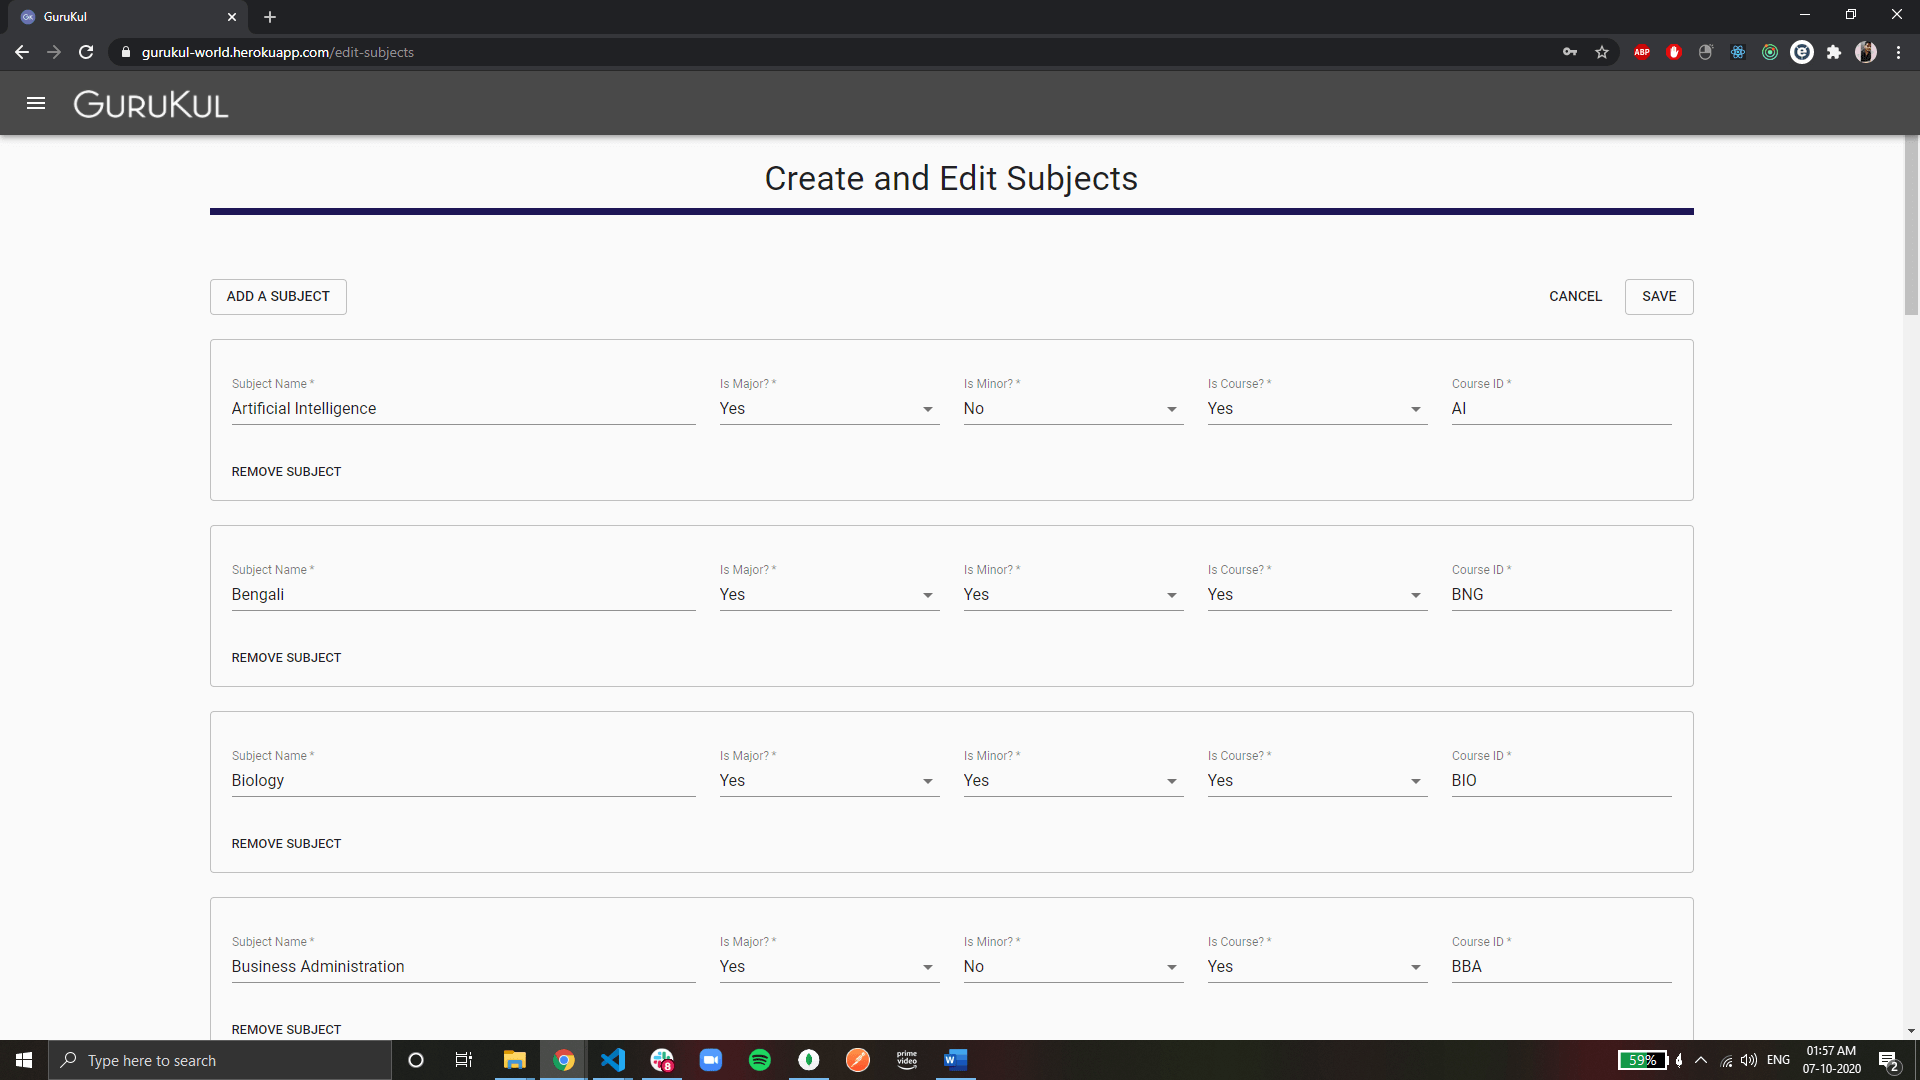 GuruKul
gurukul-world.herokuapp.com/edit-subjects
ABP
GURUKUL
Create and Edit Subjects
ADD A SUBJECT
CANCEL
SAVE
Subject Name *
Is Major? *
Is Minor? *
Is Course? *
Course ID *
Artificial Intelligence
Yes
No
Yes
AI
REMOVE SUBJECT
Subject Name *
Is Major? *
Is Minor? *
Is Course? *
Course ID *
Bengali
Yes
Yes
Yes
BNG
REMOVE SUBJECT
Subject Name *
Is Major? *
Is Minor? *
Is Course? *
Course ID *
Biology
Yes
Yes
Yes
BIO
REMOVE SUBJECT
Subject Name *
Is Major? *
Is Minor? *
Is Course? *
Course ID *
Business Administration
Yes
No
Yes
BBA
REMOVE SUBJECT
Type here to search
8
prime
video
W
59%
ENG
01:57 AM
07-10-2020
2